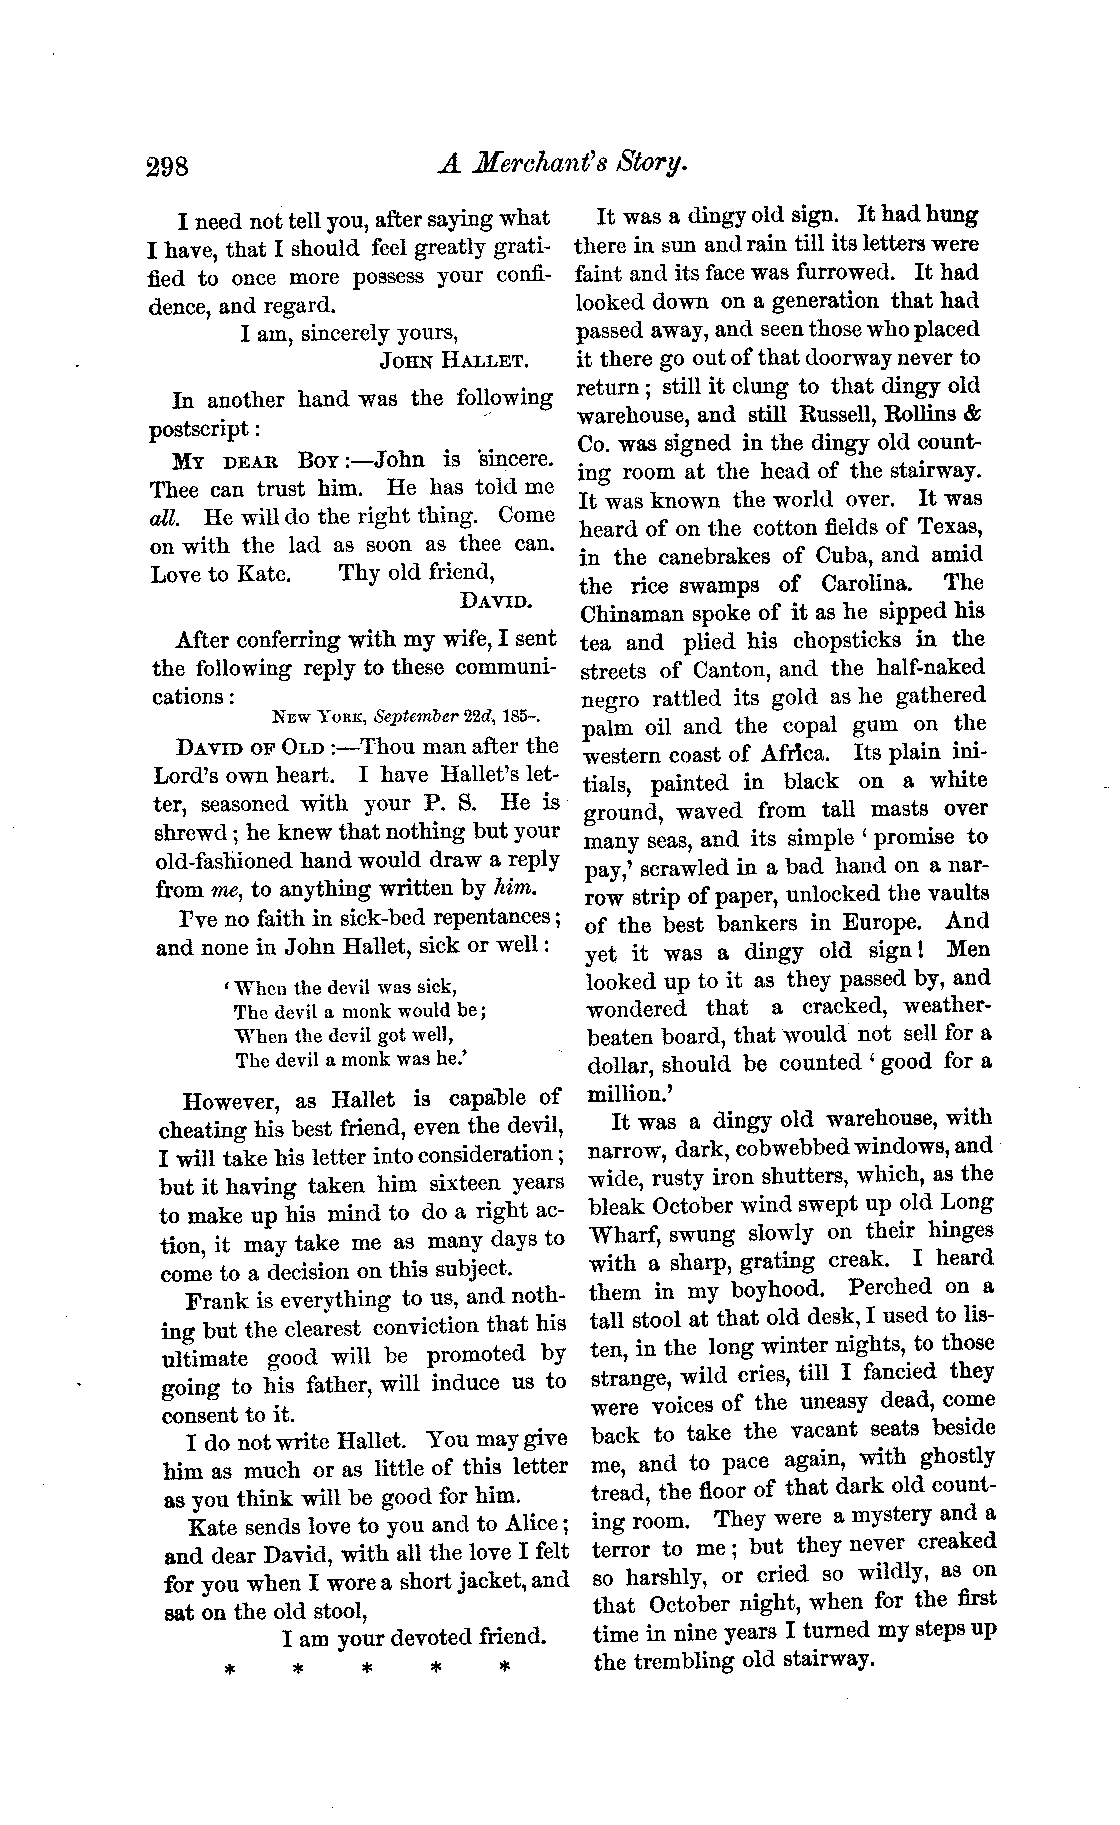 298
A Merchant's Story.
I need not tell you, after saying what
I have, that I should feel greatly grati-
fied to once more possess your confi-
dence, and regard.
I am, sincerely yours,
JOHN HALLET.
In another hand was the following
postscript :
MY DEAR BOY :—John is sincere.
Thee can trust him. He has told me
all. He will do the right thing. Come
on with the lad as soon as thee can.
Love to Kate. Thy old friend,
DAVID.
After conferring with my wife, I sent
the following reply to these communi-
cations :
NEW YORK, September 22d, 185-.
DAVID OF OLD :—Thou man after the
Lord's own heart. I have Hallet's let-
ter, seasoned with your P. S. He is
shrewd ; he knew that nothing but your
old-fashioned hand would draw a reply
from me, to anything written by him.
I've no faith in sick-bed repentances ;
and none in John Hallet, sick or well :
'When the devil was sick,
The devil a monk would be ;
When the devil got well,
The devil a monk was he.'
However, as Hallet is capable of
cheating his best friend, even the devil,
I will take his letter into consideration ;
but it having taken him sixteen years
to make up his mind to do a right ac-
tion, it may take me as many days to
come to a decision on this subject.
Frank is everything to us, and noth-
ing but the clearest conviction that his
ultimate good will be promoted by
going to his father, will induce us to
consent to it.
I do not write Hallet. You may give
him as much or as little of this letter
as you think will be good for him.
Kate sends love to you and to Alice ;
and dear David, with all the love I felt
for you when I wore a short jacket, and
sat on the old stool,
I am your devoted friend.
* * * * *
It was a dingy old sign. It had hung
there in sun and rain till its letters were
faint and its face was furrowed. It had
looked down on a generation that had
passed away, and seen those who placed
it there go out of that doorway never to
return ; still it clung to that dingy old
warehouse, and still Russell, Rollins &
Co. was signed in the dingy old count-
ing room at the head of the stairway.
It was known the world over. It was
heard of on the cotton fields of Texas,
in the canebrakes of Cuba, and amid
the rice swamps of Carolina. The
Chinaman spoke of it as he sipped his
tea and plied his chopsticks in the
streets of Canton, and the half-naked
negro rattled its gold as he gathered
palm oil and the copal gum on the
western coast of Africa. Its plain ini-
tials, painted in black on a white
ground, waved from tall masts over
many seas, and its simple ' promise to
pay,' scrawled in a bad hand on a nar-
row strip of paper, unlocked the vaults
of the best bankers in Europe. And
yet it was a dingy old sign ! Men
looked up to it as they passed by, and
wondered that a cracked, weather-
beaten board, that would not sell for a
dollar, should be counted ' good for a
million.'
It was a dingy old warehouse, with
narrow, dark, cobwebbed windows, and
wide, rusty iron shutters, which, as the
bleak October wind swept up old Long
Wharf, swung slowly on their hinges
with a sharp, grating creak. I heard
them in my boyhood. Perched on a
tall stool at that old desk, I used to lis-
ten, in the long winter nights, to those
strange, wild cries, till I fancied they
were voices of the uneasy dead, come
back to take the vacant seats beside
me, and to pace again, with ghostly
tread, the floor of that dark old count-
ing room. They were a mystery and a
terror to me ; but they never creaked
so harshly, or cried so wildly, as on
that October night, when for the first
time in nine years I turned my steps up
the trembling old stairway.